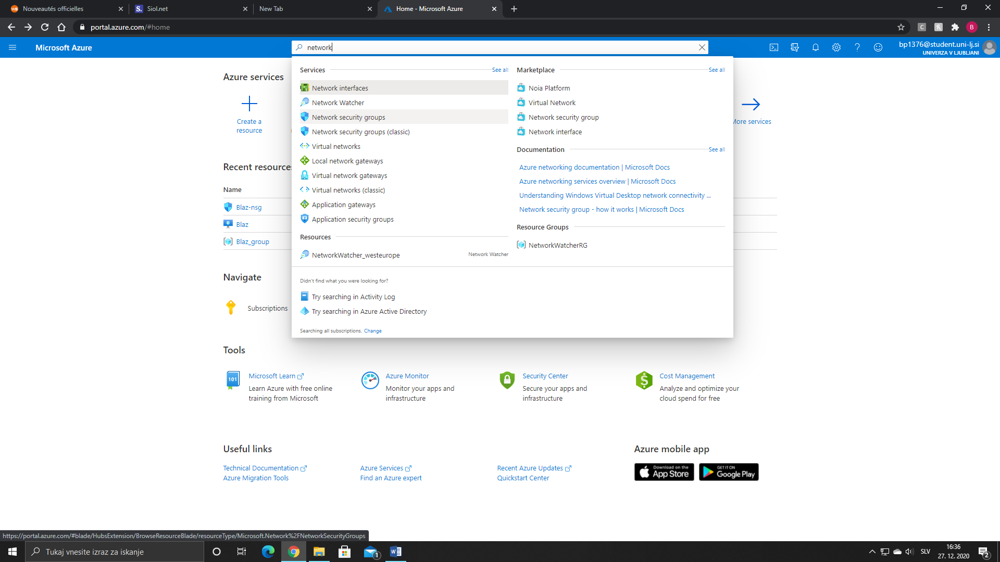 Nouveautés officielles
Siol.net
New Tab
Home - Microsoft Azure
portal.azure.com/#home
B
Microsoft Azure
network
bp1376@student.uni-lj.si
UNIVERZA V LJUBLJANI
Azure services
Create a
resource
More services
Services
See all
Network interfaces
Network Watcher
Network security groups
Network security groups (classic)
Virtual networks
Local network gateways
Virtual network gateways
Virtual networks (classic)
Application gateways
Application security groups
Resources
NetworkWatcher_westeurope
Network Watcher
Marketplace
See all
Noia Platform
Virtual Network
Network security group
Network interface
Documentation
See all
Azure networking documentation | Microsoft Docs
Azure networking services overview | Microsoft Docs
Understanding Windows Virtual Desktop network connectivity ...
Network security group - how it works | Microsoft Docs
Resource Groups
NetworkWatcherRG
Didn't find what you were looking for?
Try searching in Activity Log
Try searching in Azure Active Directory
Searching all subscriptions. Change
Recent resources
Name
Blaz-nsg
Blaz
Blaz_group
Navigate
Subscriptions
Tools
101
Microsoft Learn
Learn Azure with free online
training from Microsoft
Azure Monitor
Monitor your apps and
infrastructure
Security Center
Secure your apps and
infrastructure
Cost Management
Analyze and optimize your
cloud spend for free
Useful links
Technical Documentation
Azure Migration Tools
Azure Services
Find an Azure expert
Recent Azure Updates
Quickstart Center
Azure mobile app
Download on the
App Store
GET IT ON
Google Play
https://portal.azure.com/#blade/HubsExtension/BrowseResourceBlade/resourceType/Microsoft.Network%2FNetworkSecurityGroups
Tukaj vnesite izraz za iskanje
1
SLV
16:36
27. 12. 2020
2